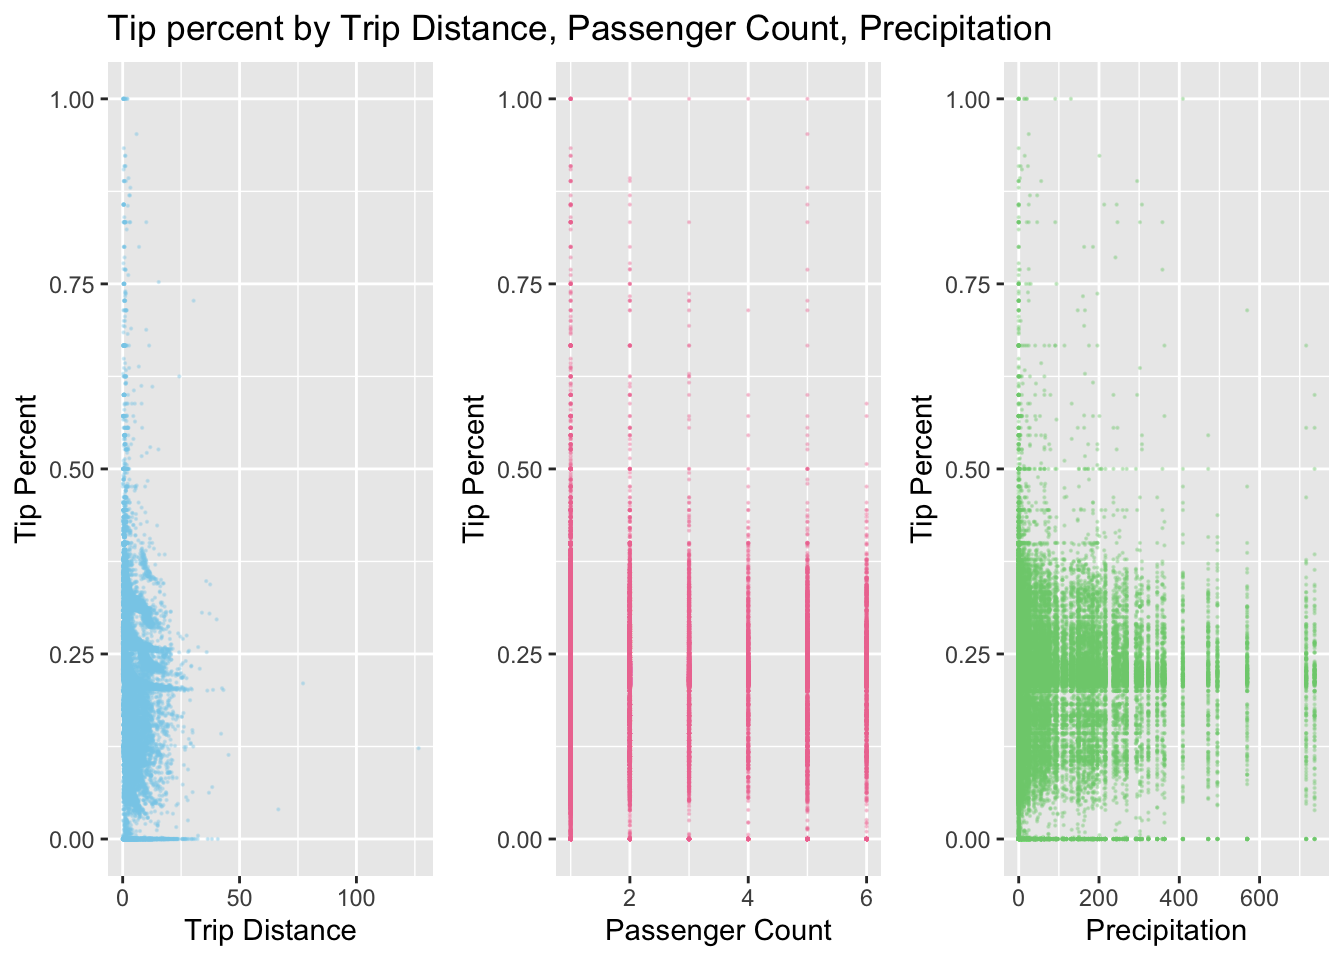 Tip percent by Trip Distance, Passenger Count, Precipitation
Tip Percent
1.00
0.75
0.50
0.25
0.00
0 50 100
Trip Distance
Tip Percent
1.00
0.75
0.50
0.25
0.00
2 4 6
Passenger Count
Tip Percent
1.00
0.75
0.50
0.25
0.00
0 200 400 600
Precipitation